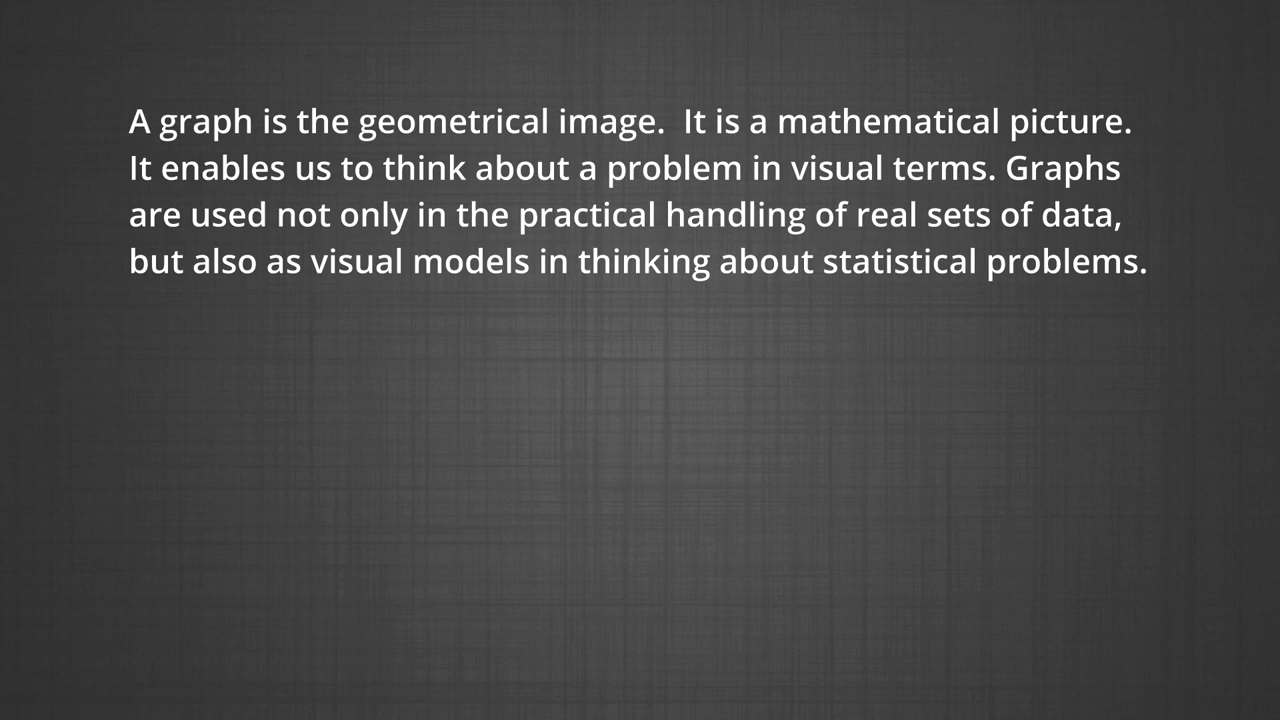 A graph is the geometrical image.  It is a mathematical picture.
It enables us to think about a problem in visual terms. Graphs
are used not only in the practical handling of real sets of data,
but also as visual models in thinking about statistical problems.